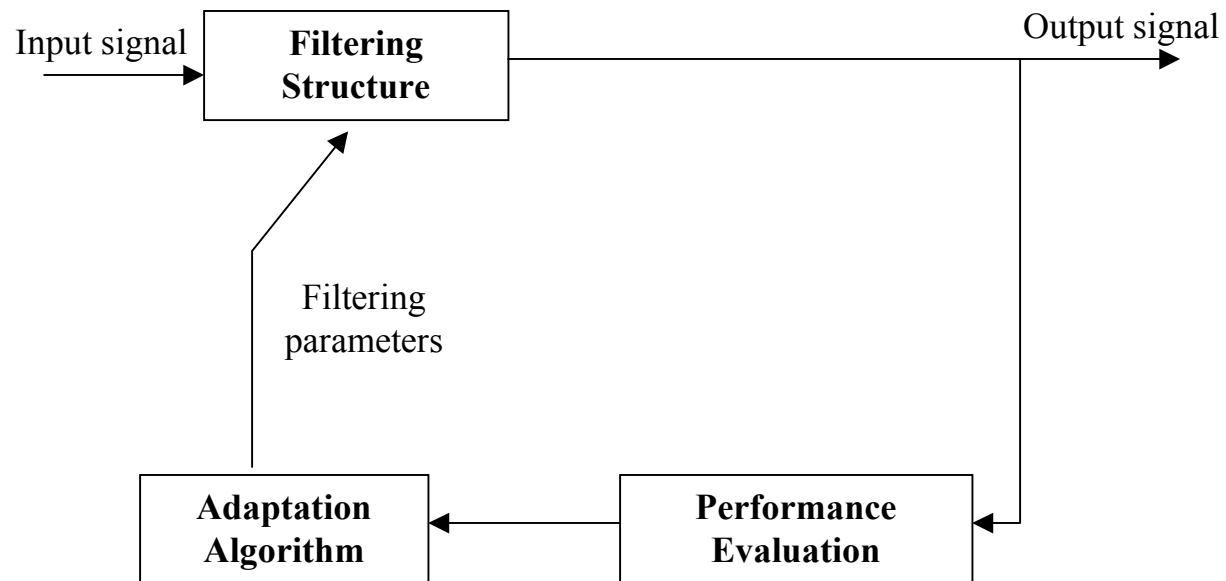 Input signal
Filtering
Structure
Output signal
Filtering
parameters
Adaptation
Algorithm
Performance
Evaluation